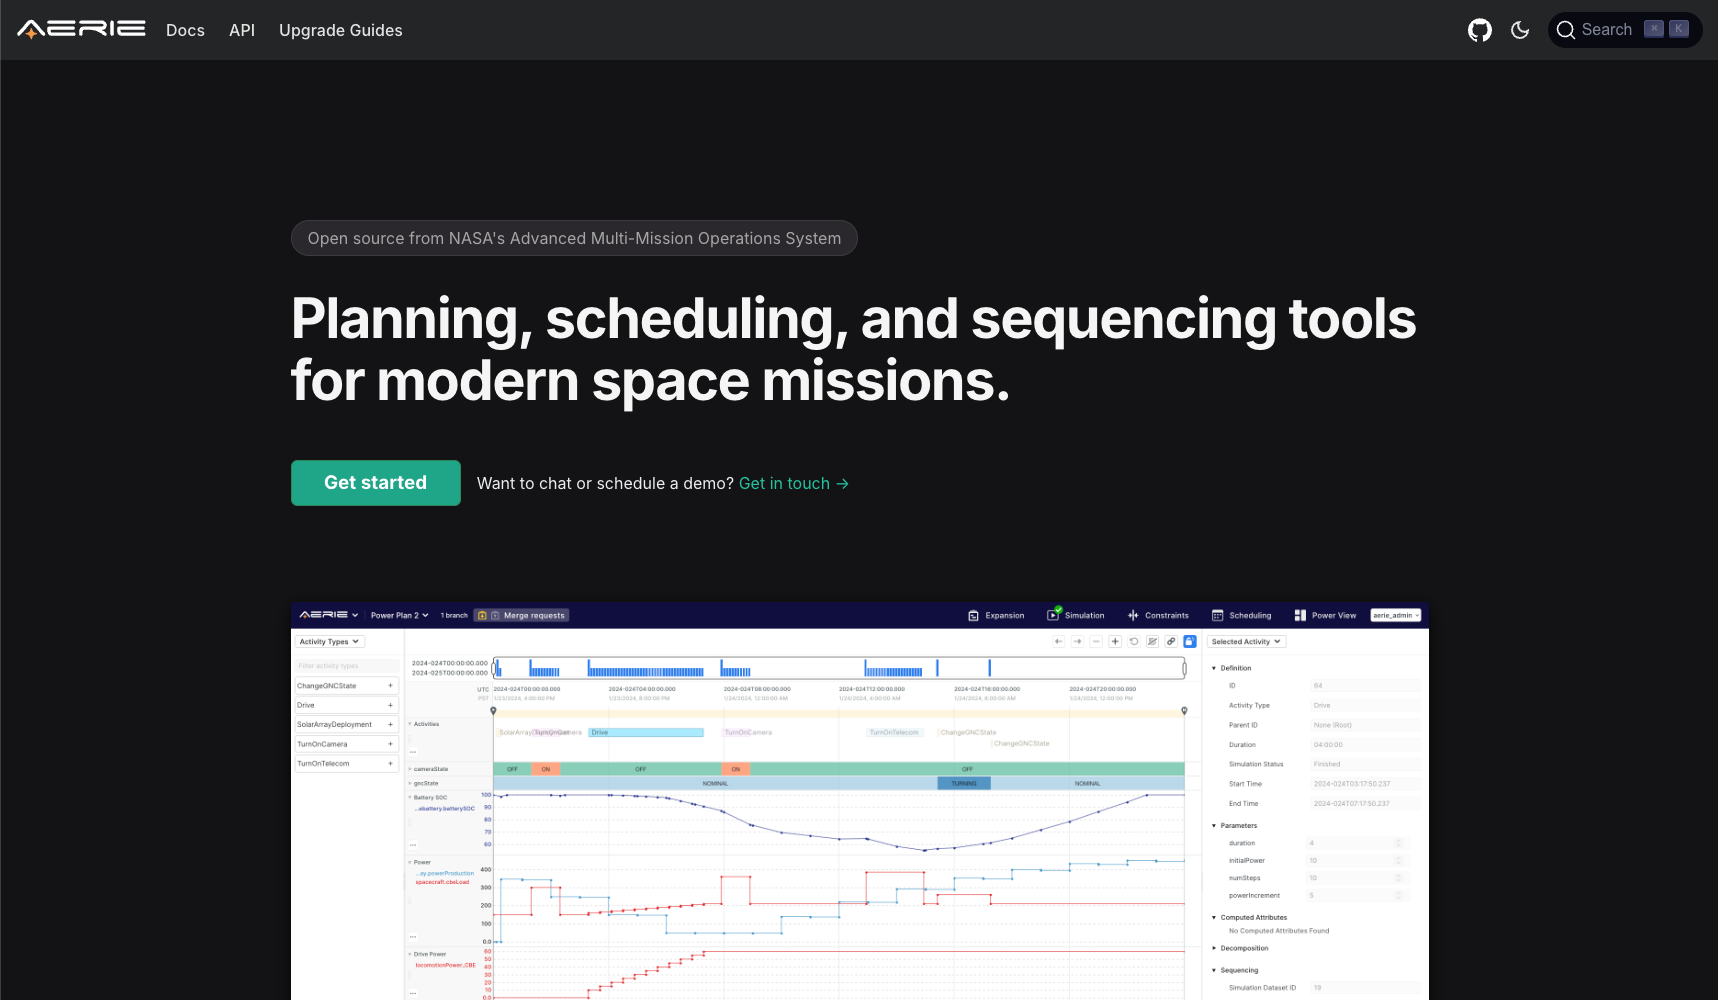 AERIE
Docs
API
Upgrade Guides
Search
⌘
K
Open source from NASA's Advanced Multi-Mission Operations System
Planning, scheduling, and sequencing tools
for modern space missions.
Get started
Want to chat or schedule a demo? Get in touch →
AERIE
Power Plan 2
1 branch
Merge requests
Expansion
Simulation
Constraints
Scheduling
Power View
aerie_admin
Activity Types
Filter activity types
ChangeGNCState +
Drive +
SolarArrayDeployment +
TurnOnCamera +
TurnOnTelecom +
2024-024T00:00:00.000
2024-025T00:00:00.000
UTC 2024-024T00:00:00.000 2024-024T04:00:00.000 2024-024T08:00:00.000 2024-024T12:00:00.000 2024-024T16:00:00.000 2024-024T20:00:00.000
PST 1/23/2024, 4:00:00 PM 1/23/2024, 8:00:00 PM 1/24/2024, 12:00:00 AM 1/24/2024, 4:00:00 AM 1/24/2024, 8:00:00 AM 1/24/2024, 12:00:00 PM
Activities
Drive
TurnOnCamera
TurnOnTelecom
ChangeGNCState
ChangeGNCState
cameraState
OFF ON OFF ON OFF
gncState
NOMINAL TURNING NOMINAL
Battery SOC
...ebattery.batterySOC
100
90
80
70
60
Power
...ay.powerProduction
spacecraft.cbeLoad
400
300
200
100
0.0
Drive Power
locomotionPower_CBE
60
50
40
30
20
10
0.0
Selected Activity
Definition
ID 64
Activity Type Drive
Parent ID None (Root)
Duration 04:00:00
Simulation Status Finished
Start Time 2024-024T03:17:50.237
End Time 2024-024T07:17:50.237
Parameters
duration 4
initialPower 10
numSteps 10
powerIncrement 5
Computed Attributes
No Computed Attributes Found
Decomposition
Sequencing
Simulation Dataset ID 19